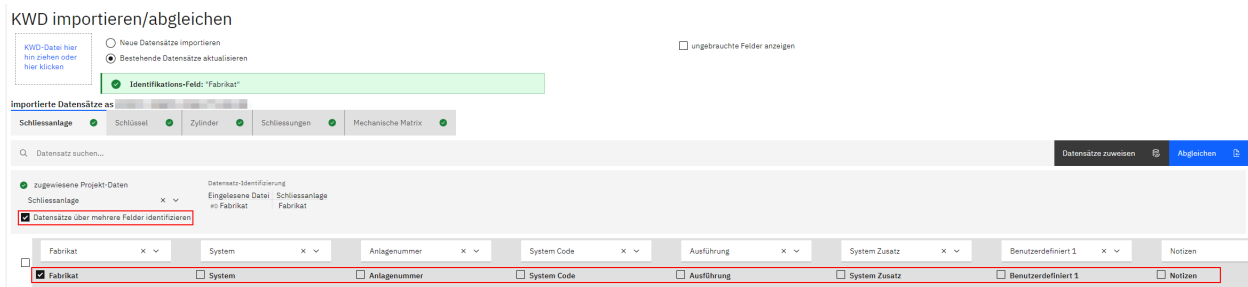 KWD importieren/abgleichen
KWD-Datei hier
hin ziehen oder
hier klicken
Neue Datensätze importieren
Bestehende Datensätze aktualisieren
ungebrauchte Felder anzeigen
Identifikations-Feld: "Fabrikat"
importierte Datensätze as
Schliessanlage Schlüssel Zylinder Schliessungen Mechanische Matrix
Datensatz suchen...
Datensätze zuweisen Abgleichen
zugewiesene Projekt-Daten
Schliessanlage
Datensätze über mehrere Felder identifizieren
Datensatz-Identifizierung
Eingelesene Datei Schliessanlage
Fabrikat Fabrikat
Fabrikat System Anlagenummer System Code Ausführung System Zusatz Benutzerdefiniert 1 Notizen
Fabrikat System Anlagenummer System Code Ausführung System Zusatz Benutzerdefiniert 1 Notizen